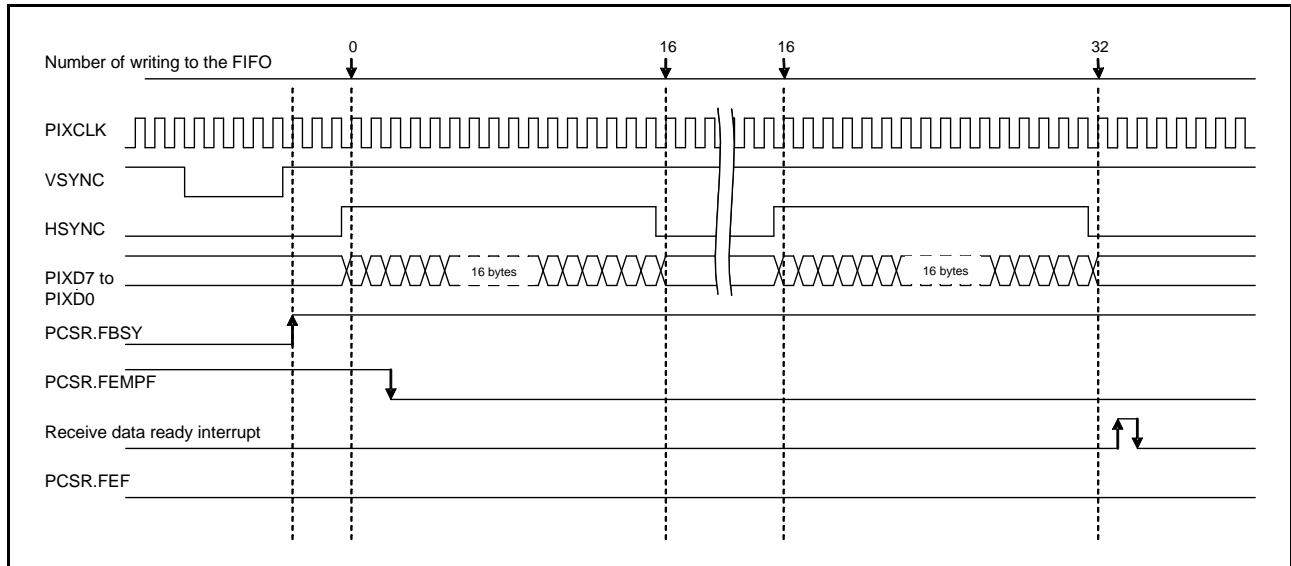 0 16 16 32
Number of writing to the FIFO
PIXCLK
VSYNC
HSYNC
16 bytes 16 bytes
PIXD7 to
PIXD0
PCSR.FBSY
PCSR.FEMPF
Receive data ready interrupt
PCSR.FEF